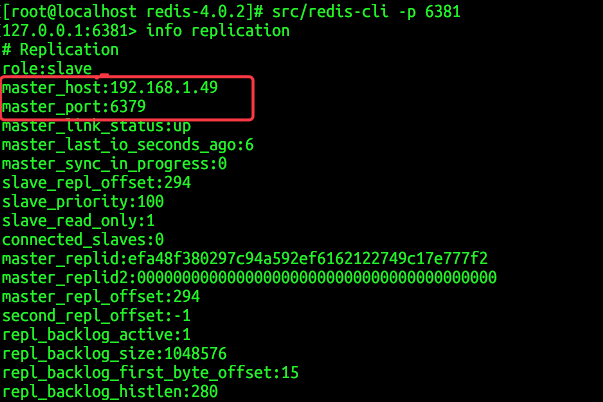 [[root@localhost redis-4.0.2]# src/redis-cli -p 6381
[127.0.0.1:6381> info replication
# Replication
role:slave
master_host:192.168.1.49
master_port:6379
master_link_status:up
master_last_io_seconds_ago:6
master_sync_in_progress:0
slave_repl_offset:294
slave_priority:100
slave_read_only:1
connected_slaves:0
master_replid:efa48f380297c94a592ef6162122749c17e777f2
master_replid2:0000000000000000000000000000000000000000
master_repl_offset:294
second_repl_offset:-1
repl_backlog_active:1
repl_backlog_size:1048576
repl_backlog_first_byte_offset:15
repl_backlog_histlen:280